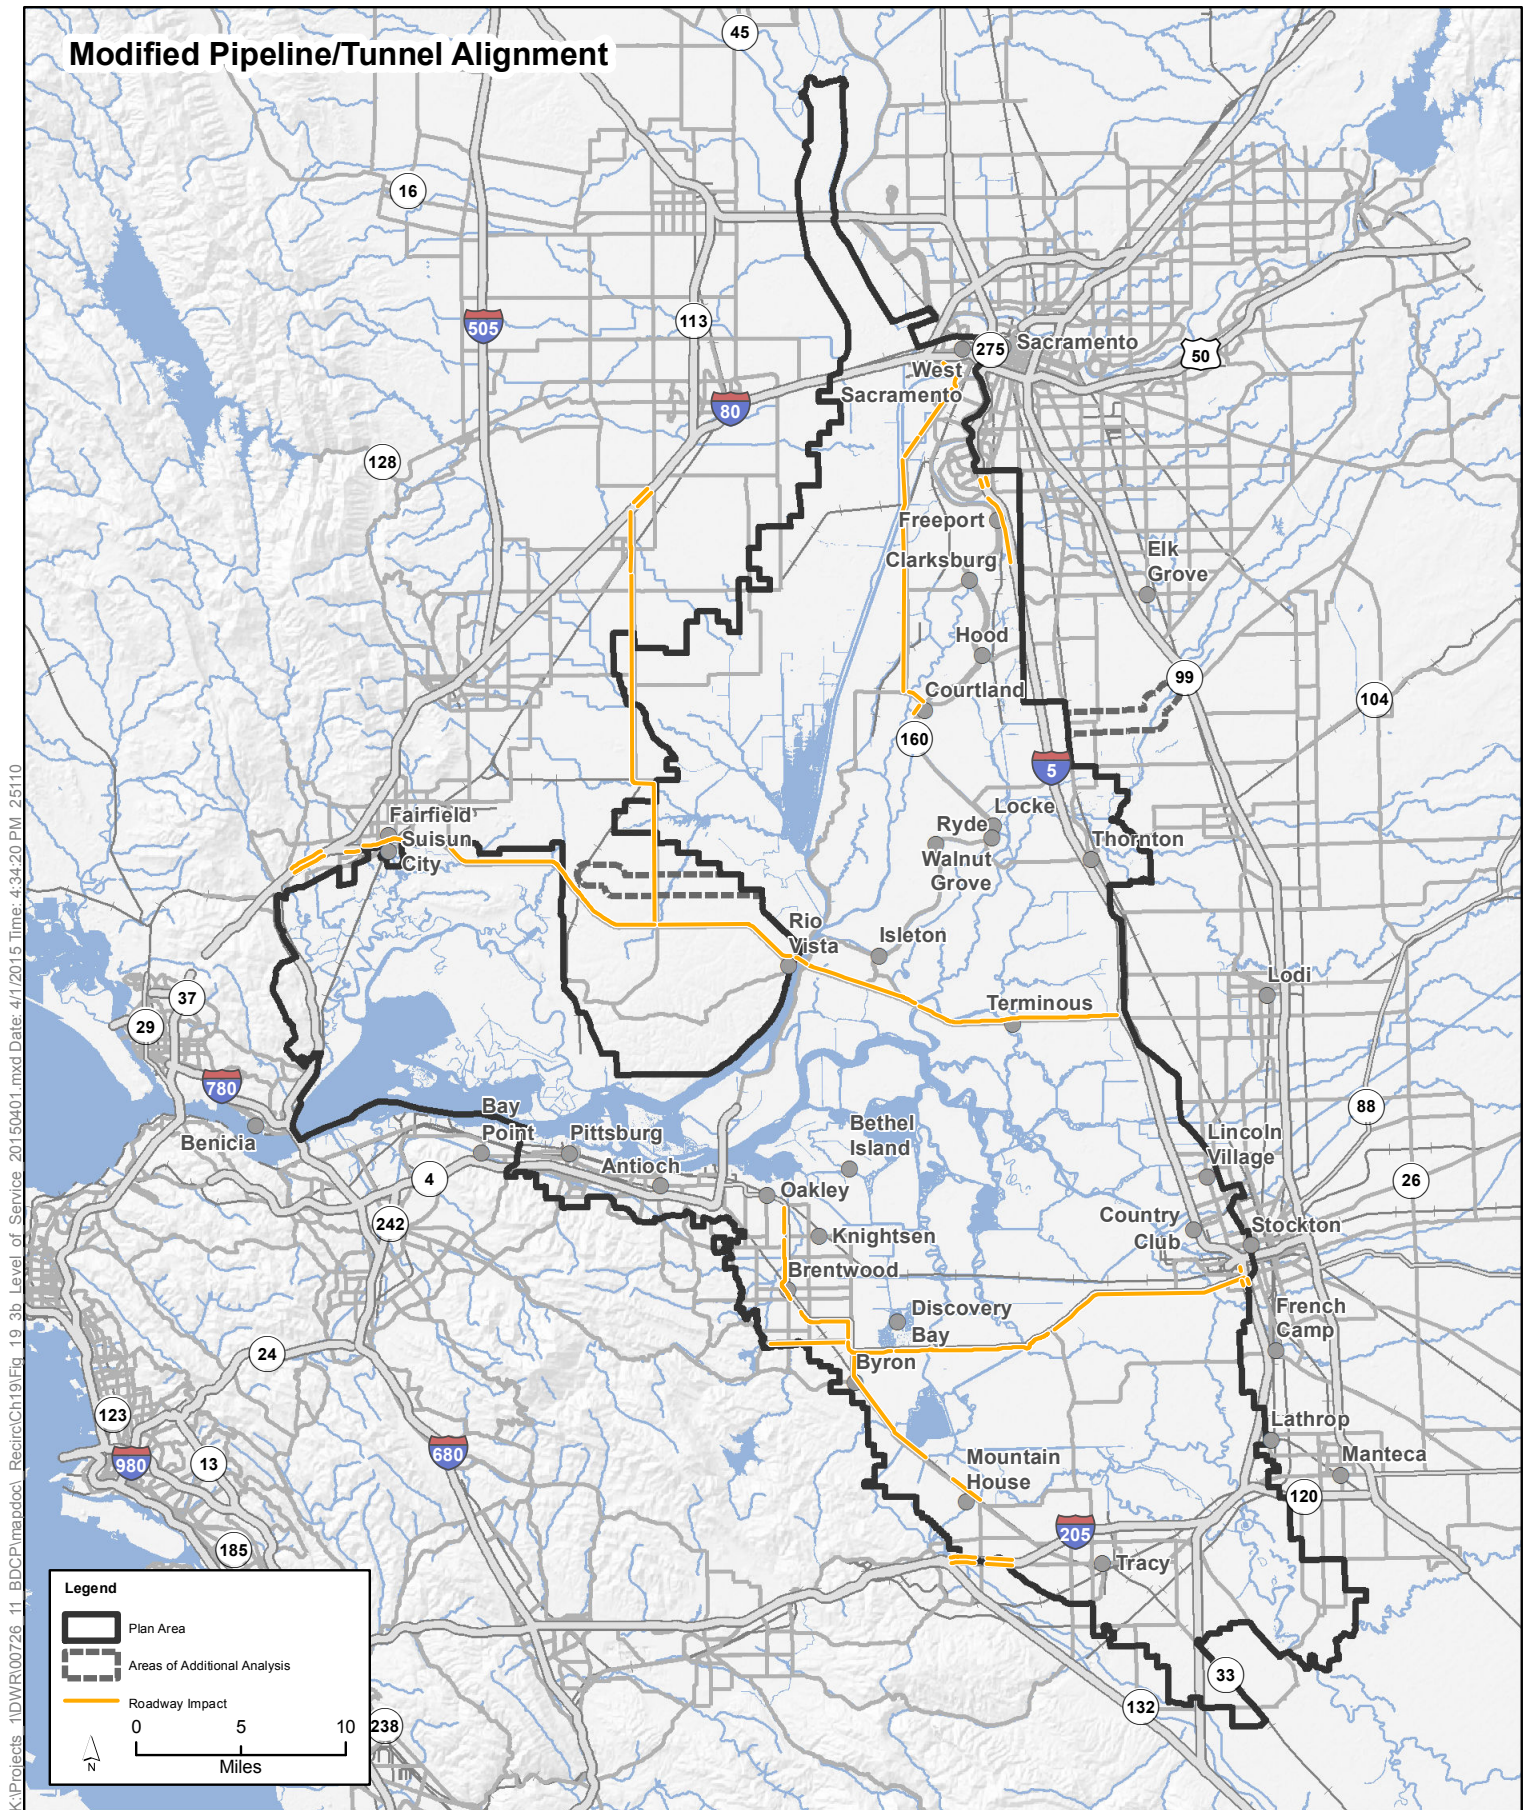 Modified Pipeline/Tunnel Alignment
45
16
505
113
275
Sacramento
50
West
Sacramento
80
128
Freeport
Clarksburg
Elk
Grove
Hood
99
Courtland
104
160
5
Locke
Fairfield
Suisun
City
Ryde
Thornton
Walnut
Grove
Rio
Vista
Isleton
Lodi
37
Terminous
29
780
Bay
Point
88
Benicia
Pittsburg
Bethel
Island
Lincoln
Village
4
Antioch
26
Oakley
242
Country
Club
Stockton
Knightsen
Brentwood
Discovery
Bay
French
Camp
24
Byron
123
Lathrop
980
13
680
Manteca
Mountain
House
120
185
205
Tracy
33
132
238
Legend
Plan Area
Areas of Additional Analysis
Roadway Impact
0 5 10
Miles
N
K:\Projects_1\DWR\00726_11_BDCP\mapdoc\_Recirc\Ch19\Fig_19_3b_Level_of_Service_20150401.mxd Date: 4/1/2015 Time: 4:34:20 PM 25110